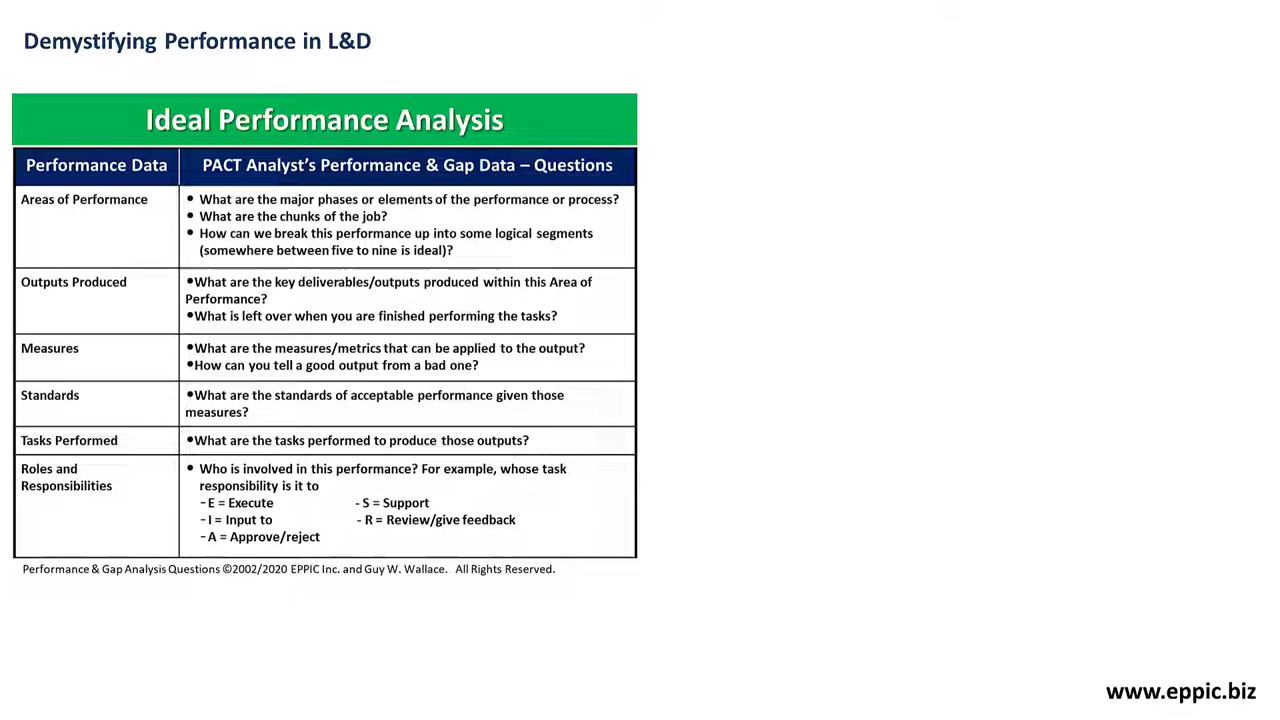 Demystifying Performance in L&D
Ideal Performance Analysis
Performance Data
PACT Analyst's Performance & Gap Data – Questions
Areas of Performance
• What are the major phases or elements of the performance or process?
• What are the chunks of the job?
• How can we break this performance up into some logical segments
(somewhere between five to nine is ideal)?
Outputs Produced
•What are the key deliverables/outputs produced within this Area of
Performance?
•What is left over when you are finished performing the tasks?
Measures
•What are the measures/metrics that can be applied to the output?
•How can you tell a good output from a bad one?
Standards
•What are the standards of acceptable performance given those
measures?
Tasks Performed
•What are the tasks performed to produce those outputs?
Roles and
Responsibilities
• Who is involved in this performance? For example, whose task
responsibility is it to
- E = Execute - S = Support
- I = Input to - R = Review/give feedback
- A = Approve/reject
Performance & Gap Analysis Questions ©2002/2020 EPPIC Inc. and Guy W. Wallace. All Rights Reserved.
www.eppic.biz